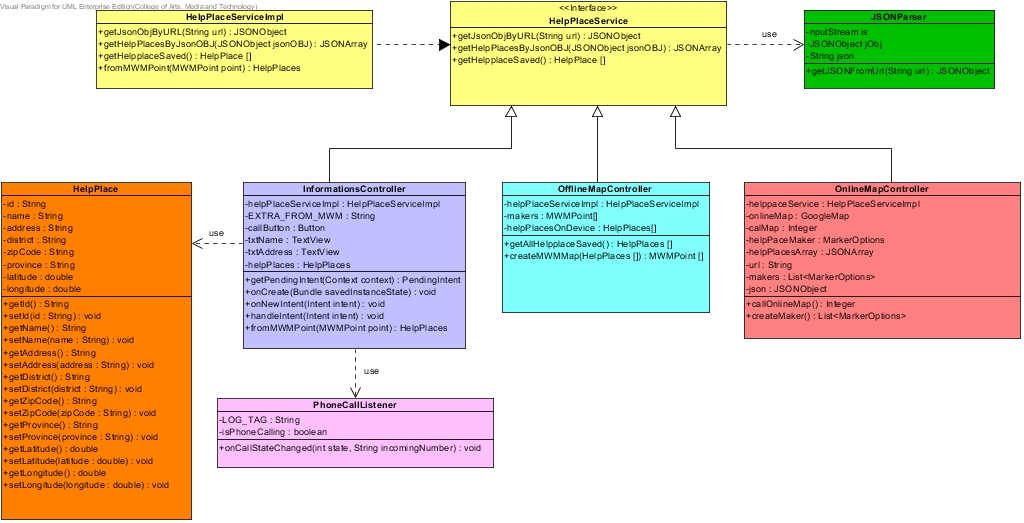 Visual Paradigm for UML Enterprise Edition(College of Arts, Media and Technology)
HelpPlaceServiceImpl
+getJsonObjByURL(String url) : JSONObject
+getHelpPlacesByJsonOBJ(JSONObject jsonOBJ) : JSONArray
+getHelpplaceSaved() : HelpPlace []
+fromMWMPoint(MWMPoint point) : HelpPlaces
<<Interface>>
HelpPlaceService
+getJsonObjByURL(String url) : JSONObject
+getHelpPlacesByJsonOBJ(JSONObject jsonOBJ) : JSONArray
+getHelpplaceSaved() : HelpPlace []
use
JSONParser
-nputStream is
-JSONObject jObj
-String json
+getJSONFromUrl(String url) : JSONObject
HelpPlace
-id : String
-name : String
-address : String
-district : String
-zipCode : String
-province : String
-latitude : double
-longitude : double
+getId() : String
+setId(id : String) : void
+getName() : String
+setName(name : String) : void
+getAddress() : String
+setAddress(address : String) : void
+getDistrict() : String
+setDistrict(district : String) : void
+getZipCode() : String
+setZipCode(zipCode : String) : void
+getProvince() : String
+setProvince(province : String) : void
+getLatitude() : double
+setLatitude(latitude : double) : void
+getLongitude() : double
+setLongitude(longitude : double) : void
use
InformationsController
-helpPlaceServiceImpl : HelpPlaceServiceImpl
-EXTRA_FROM_MWM : String
-callButton : Button
-txtName : TextView
-txtAddress : TextView
-helpPlaces : HelpPlaces
+getPendingIntent(Context context) : PendingIntent
+onCreate(Bundle savedInstanceState) : void
+onNewIntent(Intent intent) : void
+handleIntent(Intent intent) : void
+fromMWMPoint(MWMPoint point) : HelpPlaces
use
PhoneCallListener
-LOG_TAG : String
-isPhoneCalling : boolean
+onCallStateChanged(int state, String incomingNumber) : void
OfflineMapController
-helpPlaceServiceImpl : HelpPlaceServiceImpl
-makers : MWMPoint[]
-helpPlacesOnDevice : HelpPlaces[]
+getAllHelpplaceSaved() : HelpPlaces []
+createMWMMap(HelpPlaces []) : MWMPoint []
OnlineMapController
-helppaceService : HelpPlaceServiceImpl
-onlineMap : GoogleMap
-calMap : Integer
-helpPaceMaker : MarkerOptions
-helpPlacesArray : JSONArray
-url : String
-makers : List<MarkerOptions>
-json : JSONObject
+callOnlineMap() : Integer
+createMaker() : List<MarkerOptions>